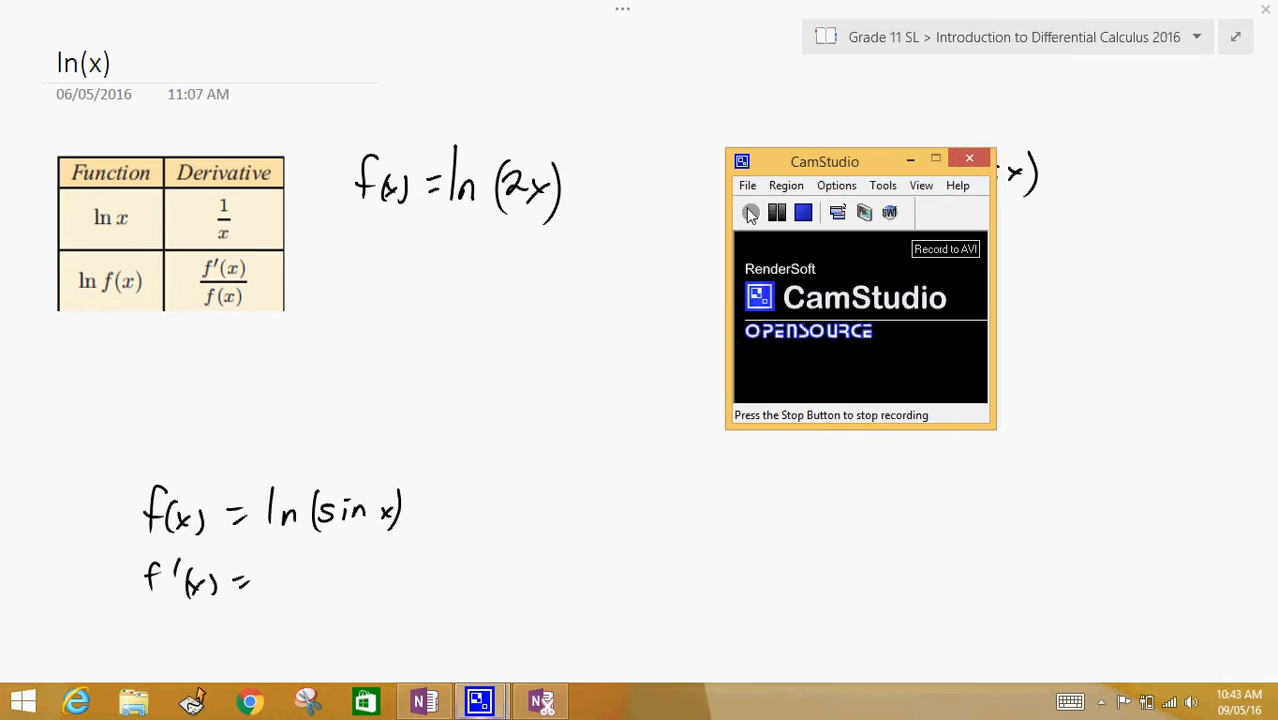 ...
Grade 11 SL > Introduction to Differential Calculus 2016
ln(x)
06/05/2016 11:07 AM
Function Derivative
ln x 1/x
ln f(x) f'(x)/f(x)
f(x) = ln (2x)
x)
CamStudio
File Region Options Tools View Help
SWF
Record to AVI
RenderSoft
CamStudio
OPENSOURCE
Press the Stop Button to stop recording
f(x) = ln (sin x)
f'(x) =
10:43 AM
09/05/16